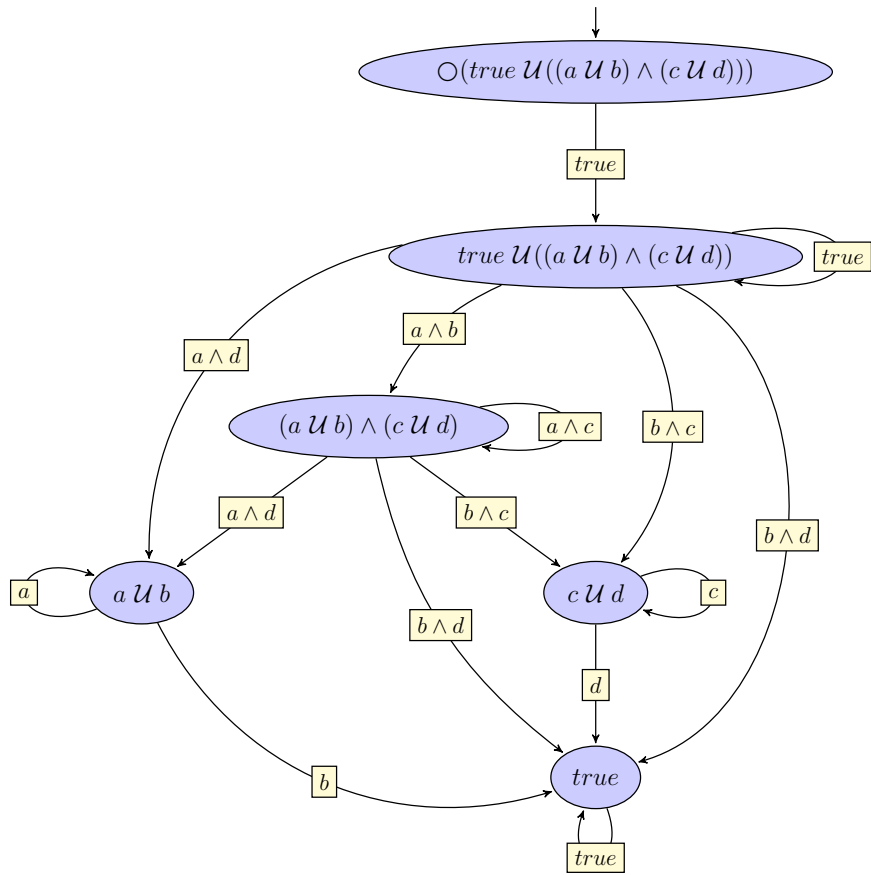 ○(true 𝒰((a 𝒰 b) ∧ (c 𝒰 d)))
true
true 𝒰((a 𝒰 b) ∧ (c 𝒰 d))
true
a ∧ b
a ∧ d
(a 𝒰 b) ∧ (c 𝒰 d)
a ∧ c
b ∧ c
a ∧ d
b ∧ c
b ∧ d
a
a 𝒰 b
c 𝒰 d
c
b ∧ d
d
true
b
true